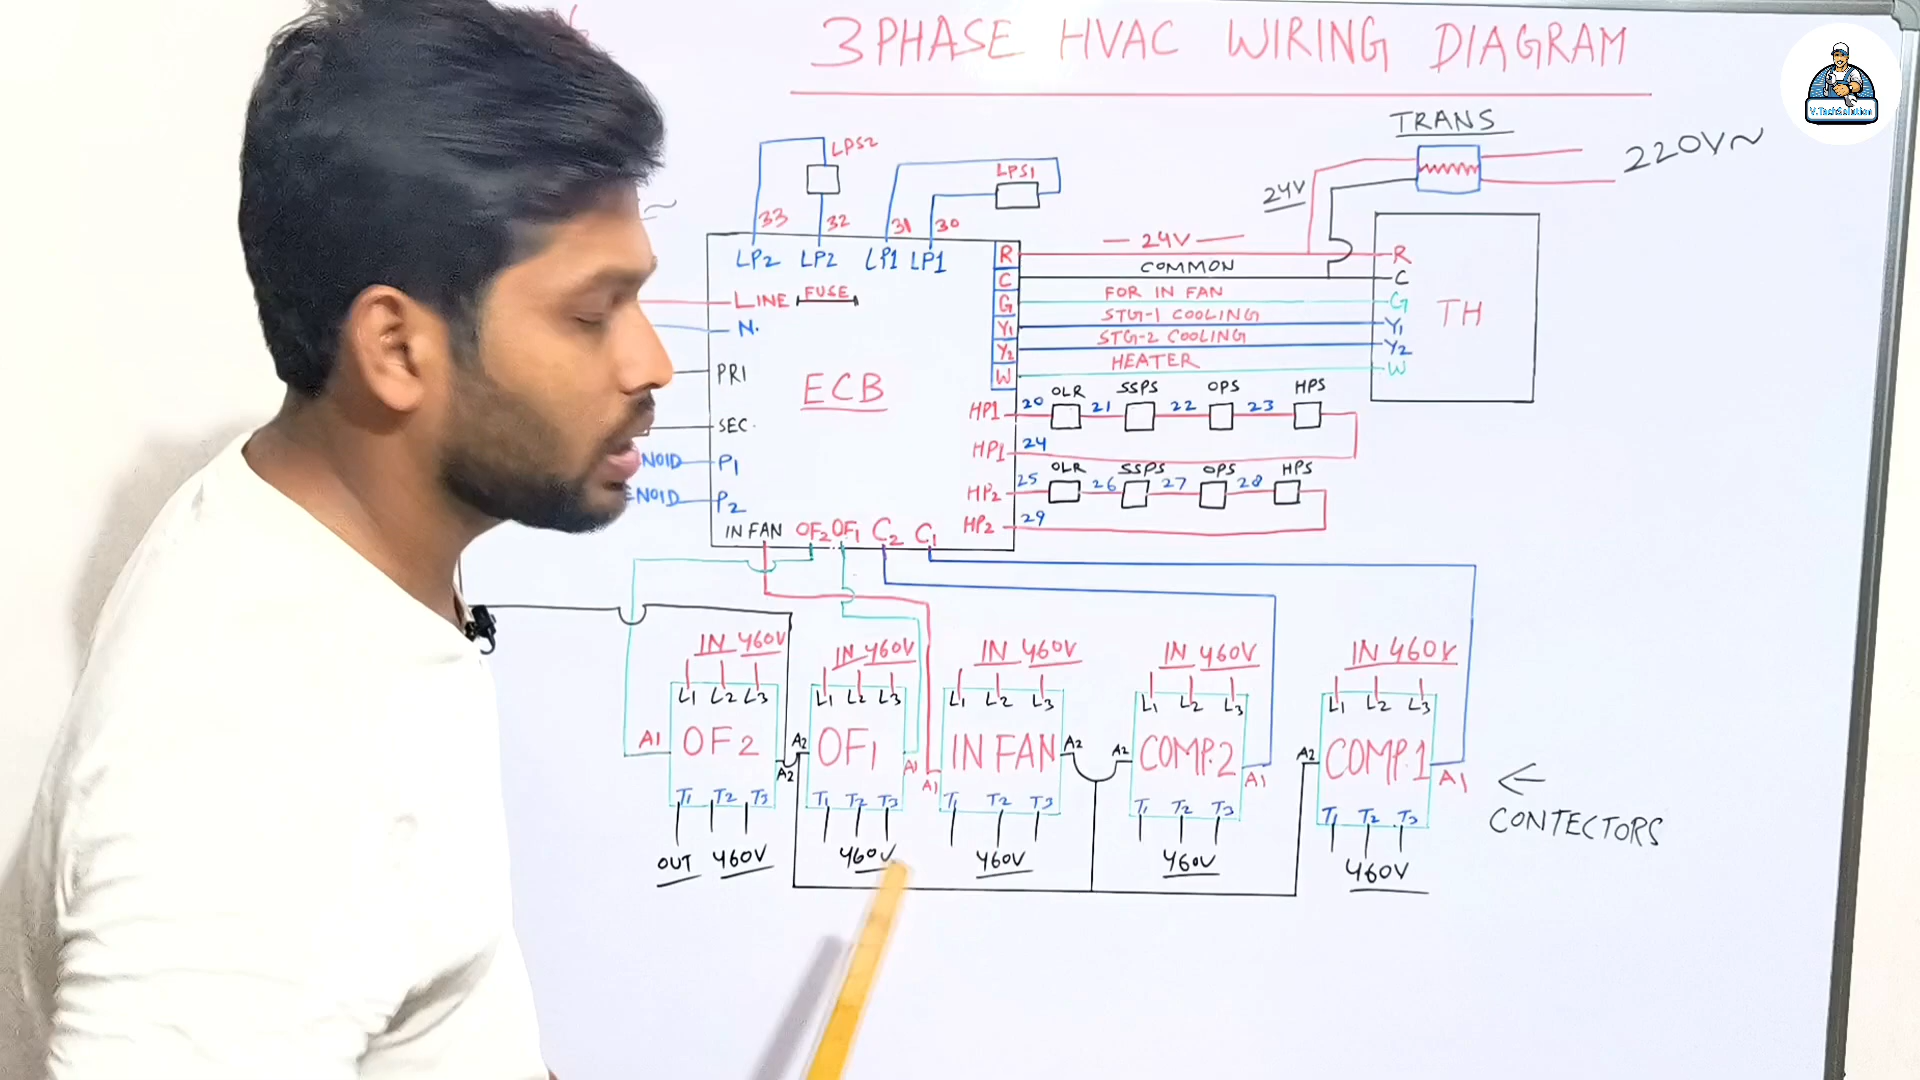 3 PHASE HVAC WIRING DIAGRAM
V.TechSolution
TRANS
220V~
24V
LPS2
LPS1
33 32 31 30
LP2 LP2 LP1 LP1
LINE FUSE
N.
PRI
ECB
SEC.
NOID P1
ENOID P2
IN FAN OF2 OF1 C2 C1
R 24V R
C COMMON C
G FOR IN FAN G
Y1 STG-1 COOLING Y1
Y2 STG-2 COOLING Y2
W HEATER W
TH
OLR SSPS OPS HPS
HP1 20 21 22 23
HP1 24
OLR SSPS OPS HPS
HP2 25 26 27 28
HP2 29
IN 460V IN 460V IN 460V IN 460V IN 460V
L1 L2 L3 L1 L2 L3 L1 L2 L3 L1 L2 L3 L1 L2 L3
A1 OF2 A2 A2 OF1 A1 A1 IN FAN A2 A2 COMP.2 A1 A2 COMP.1 A1
T1 T2 T3 T1 T2 T3 T1 T2 T3 T1 T2 T3 T1 T2 T3
OUT 460V 460V 460V 460V 460V
CONTECTORS